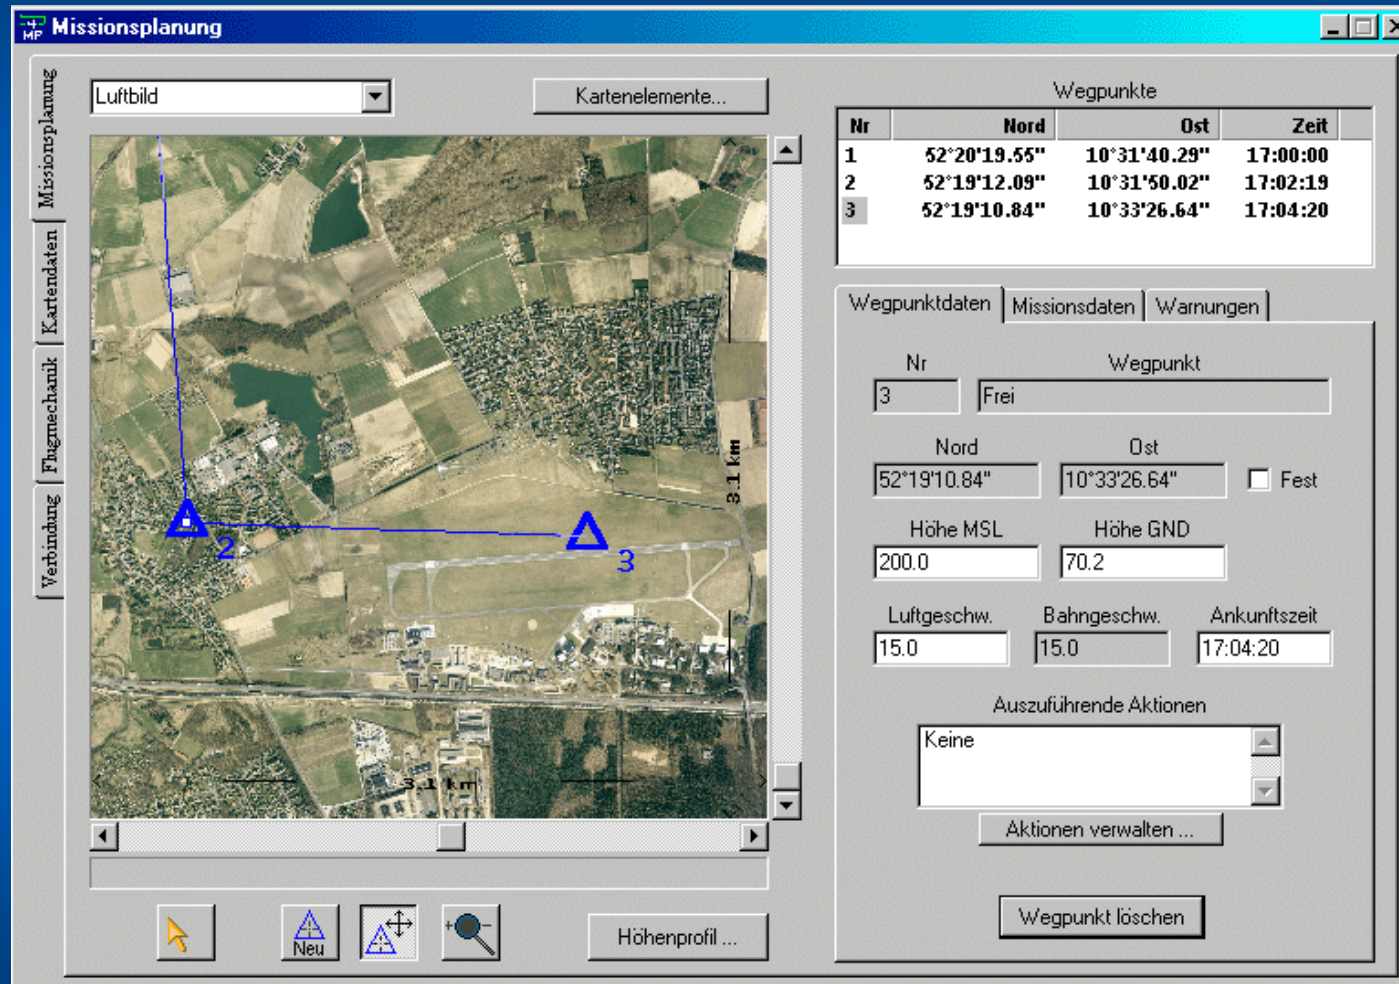 4 MP Missionsplanung
Missionsplanung
Kartendaten
Flugmechanik
Verbindung
Luftbild
Kartenelemente...
3.1 km
3.1 km
2
3
Neu
Höhenprofil ...
Wegpunkte
Nr Nord Ost Zeit
1 52°20'19.55" 10°31'40.29" 17:00:00
2 52°19'12.09" 10°31'50.02" 17:02:19
3 52°19'10.84" 10°33'26.64" 17:04:20
Wegpunktdaten Missionsdaten Warnungen
Nr Wegpunkt
3 Frei
Nord Ost
52°19'10.84" 10°33'26.64" Fest
Höhe MSL Höhe GND
200.0 70.2
Luftgeschw. Bahngeschw. Ankunftszeit
15.0 15.0 17:04:20
Auszuführende Aktionen
Keine
Aktionen verwalten ...
Wegpunkt löschen